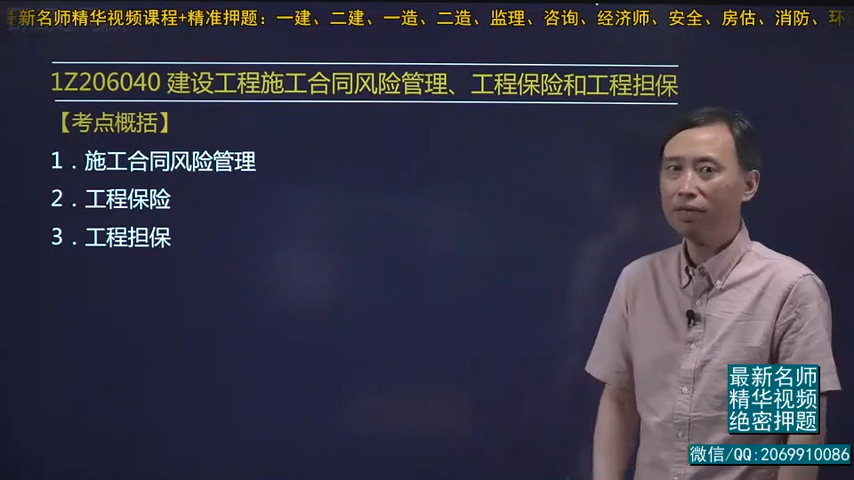 新名师精华视频课程+精准押题：一建、二建、一造、二造、监理、咨询、经济师、安全、房估、消防、环
1Z206040 建设工程施工合同风险管理、工程保险和工程担保
【考点概括】
1．施工合同风险管理
2．工程保险
3．工程担保
最新名师
精华视频
绝密押题
微信/QQ:2069910086